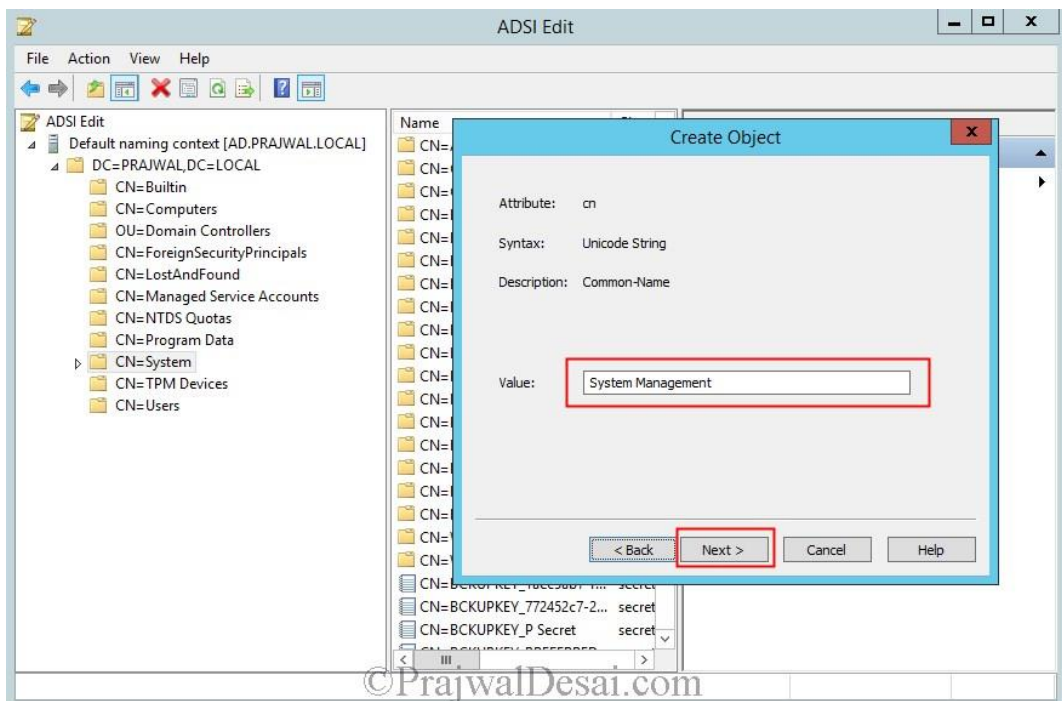 ADSI Edit
File Action View Help
ADSI Edit
Default naming context [AD.PRAJWAL.LOCAL]
DC=PRAJWAL,DC=LOCAL
CN=Builtin
CN=Computers
OU=Domain Controllers
CN=ForeignSecurityPrincipals
CN=LostAndFound
CN=Managed Service Accounts
CN=NTDS Quotas
CN=Program Data
CN=System
CN=TPM Devices
CN=Users
Name
CN=BCKUPKEY_772452c7-2... secret
CN=BCKUPKEY_P Secret secret
Create Object
x
Attribute: cn
Syntax: Unicode String
Description: Common-Name
Value: System Management
< Back Next > Cancel Help
©PrajwalDesai.com